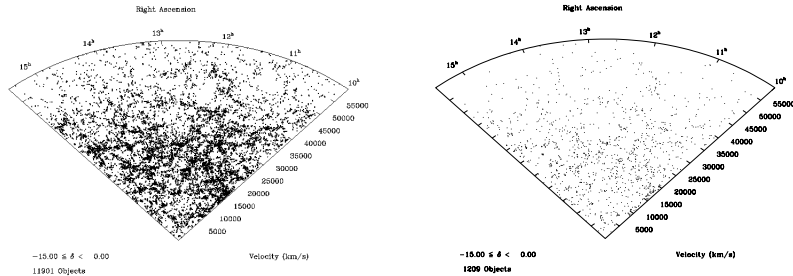 Right Ascension
15h 14h 13h 12h 11h 10h
55000
50000
45000
40000
35000
30000
25000
20000
15000
10000
5000
-15.00 ≤ δ < 0.00
Velocity (km/s)
11901 Objects
Right Ascension
15h 14h 13h 12h 11h 10h
55000
50000
45000
40000
35000
30000
25000
20000
15000
10000
5000
-15.00 ≤ δ < 0.00
Velocity (km/s)
1209 Objects